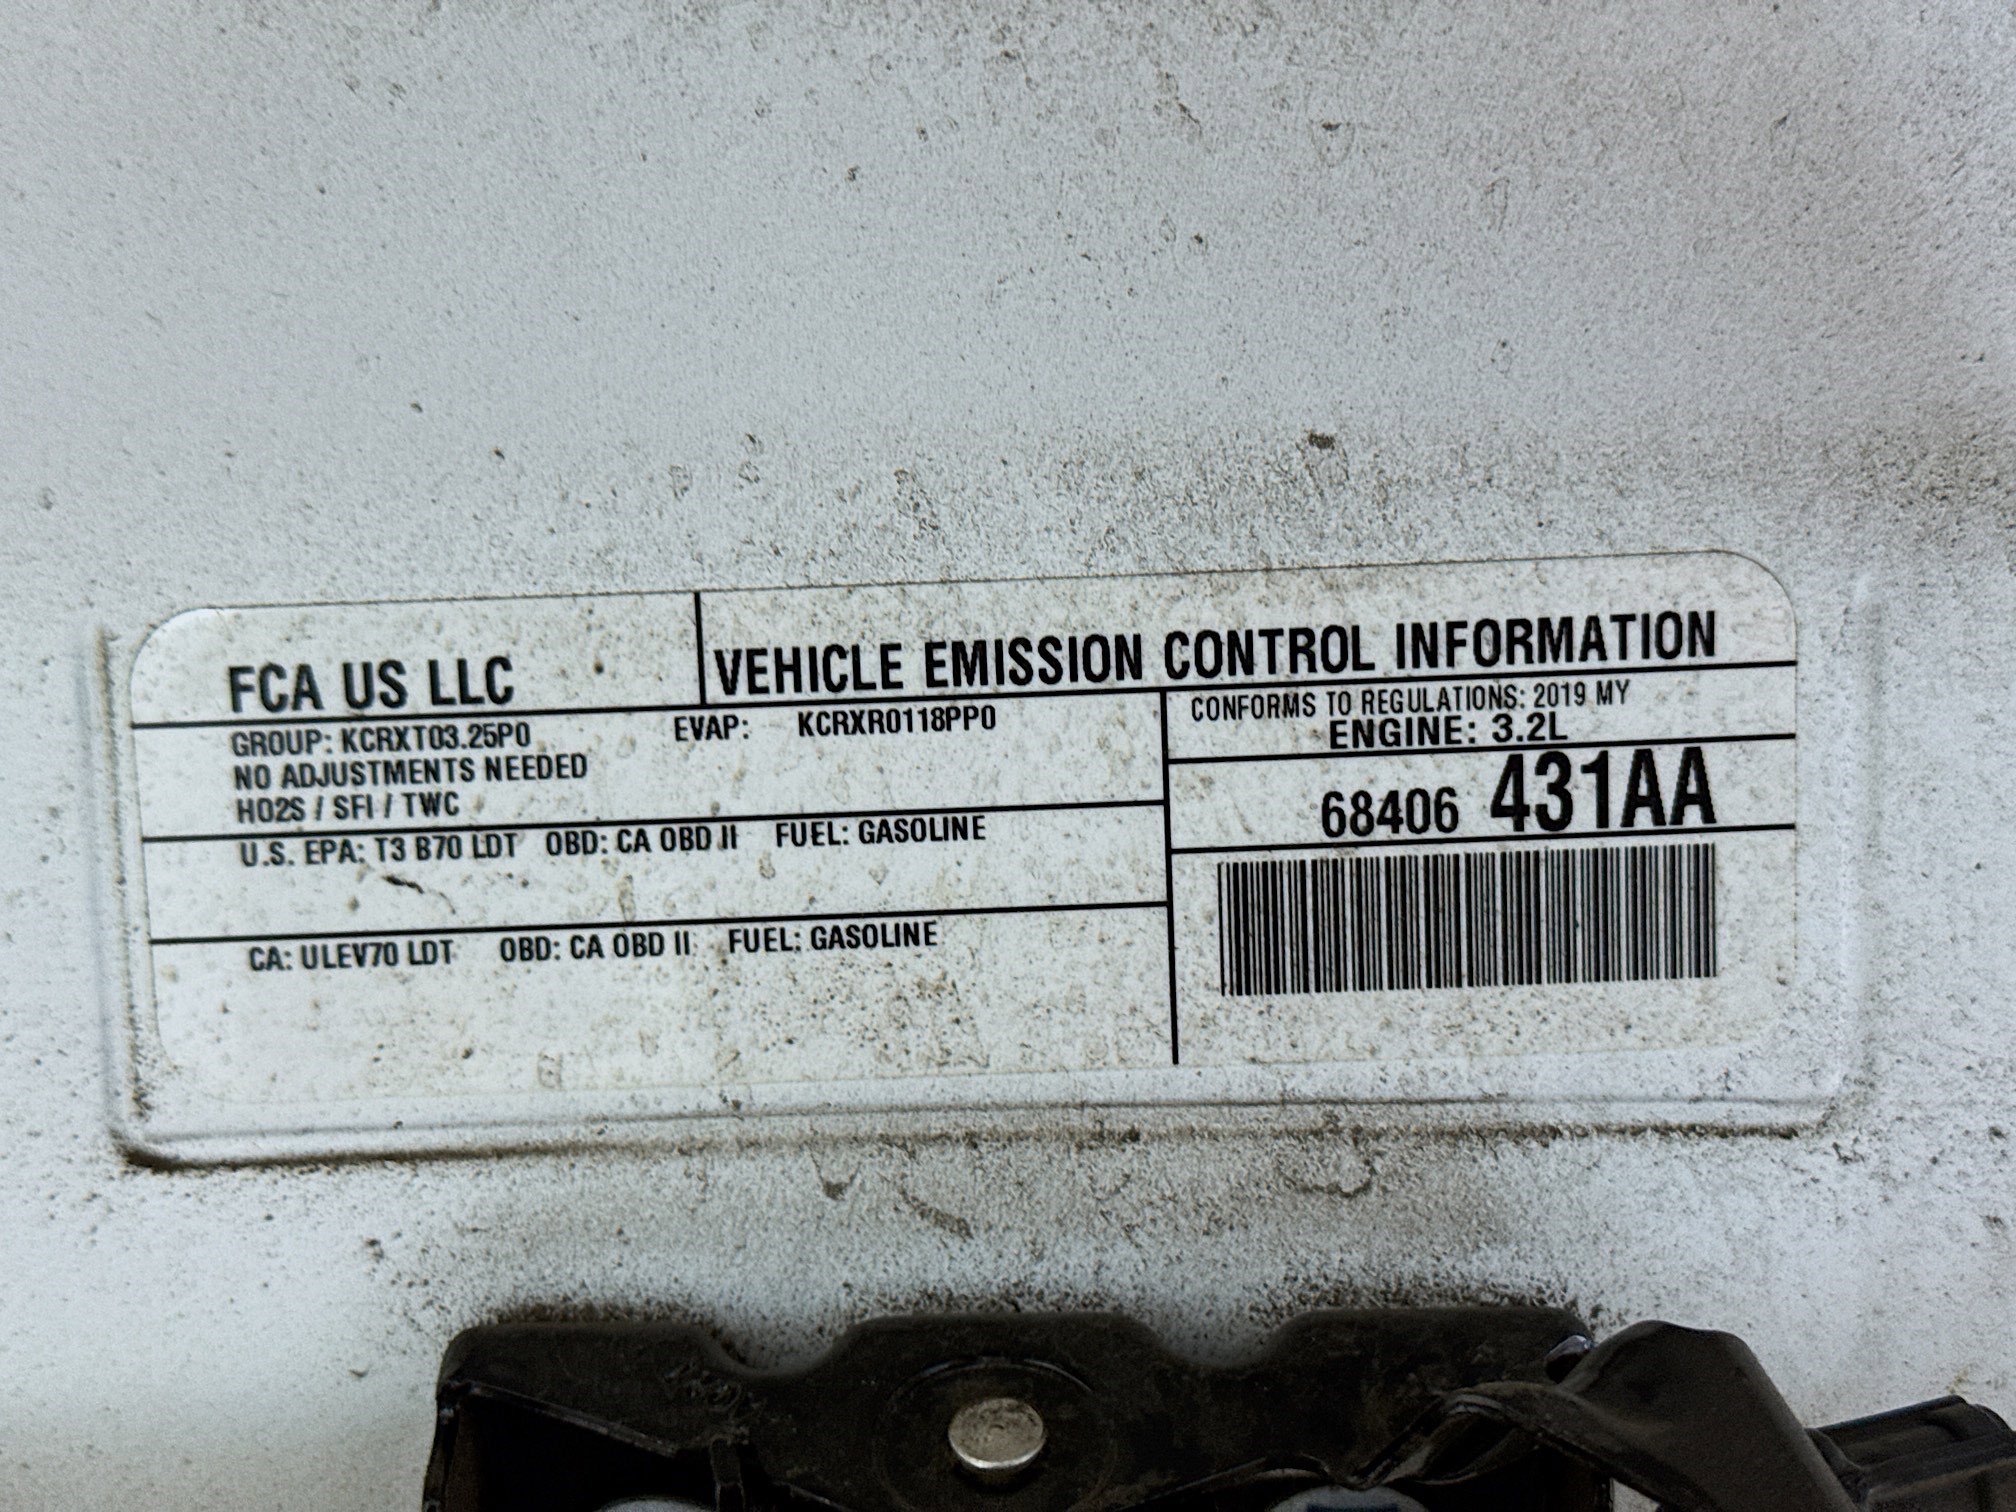 FCA US LLC
VEHICLE EMISSION CONTROL INFORMATION
GROUP: KCRXT03.25P0 EVAP: KCRXR0118PP0
NO ADJUSTMENTS NEEDED
HO2S / SFI / TWC
CONFORMS TO REGULATIONS: 2019 MY
ENGINE: 3.2L
68406 431AA
U.S. EPA: T3 B70 LDT OBD: CA OBD II FUEL: GASOLINE
CA: ULEV70 LDT OBD: CA OBD II FUEL: GASOLINE